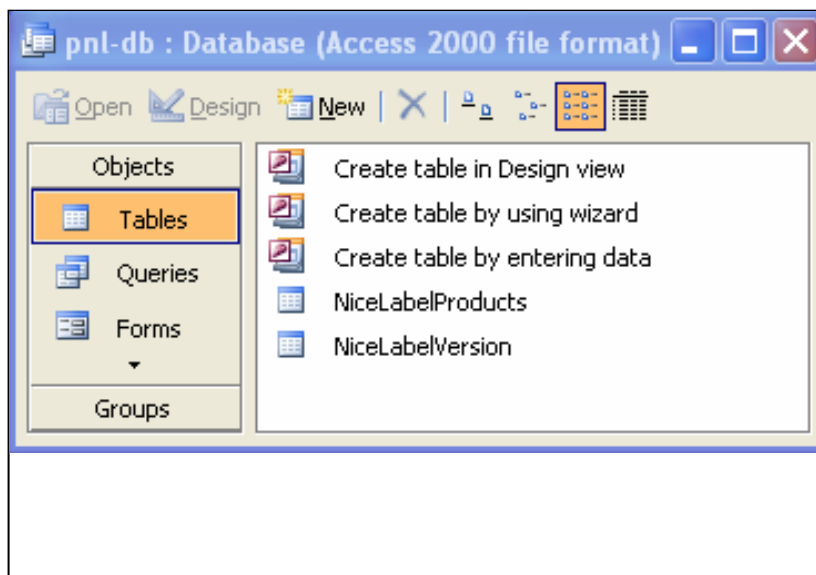 pnl-db : Database (Access 2000 file format)
Open Design New
Objects
Tables
Queries
Forms
Groups
Create table in Design view
Create table by using wizard
Create table by entering data
NiceLabelProducts
NiceLabelVersion